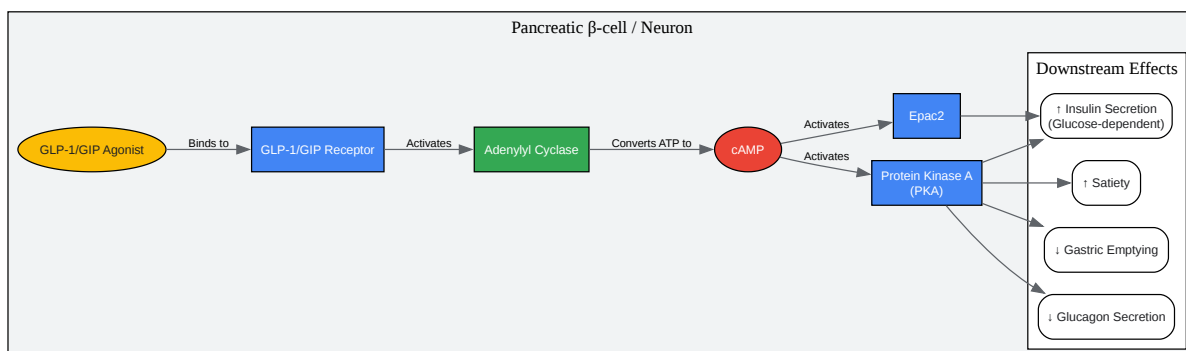 Pancreatic β-cell / Neuron
GLP-1/GIP Agonist
Binds to
GLP-1/GIP Receptor
Activates
Adenylyl Cyclase
Converts ATP to
cAMP
Activates
Epac2
Activates
Protein Kinase A
(PKA)
Downstream Effects
↑ Insulin Secretion
(Glucose-dependent)
↑ Satiety
↓ Gastric Emptying
↓ Glucagon Secretion